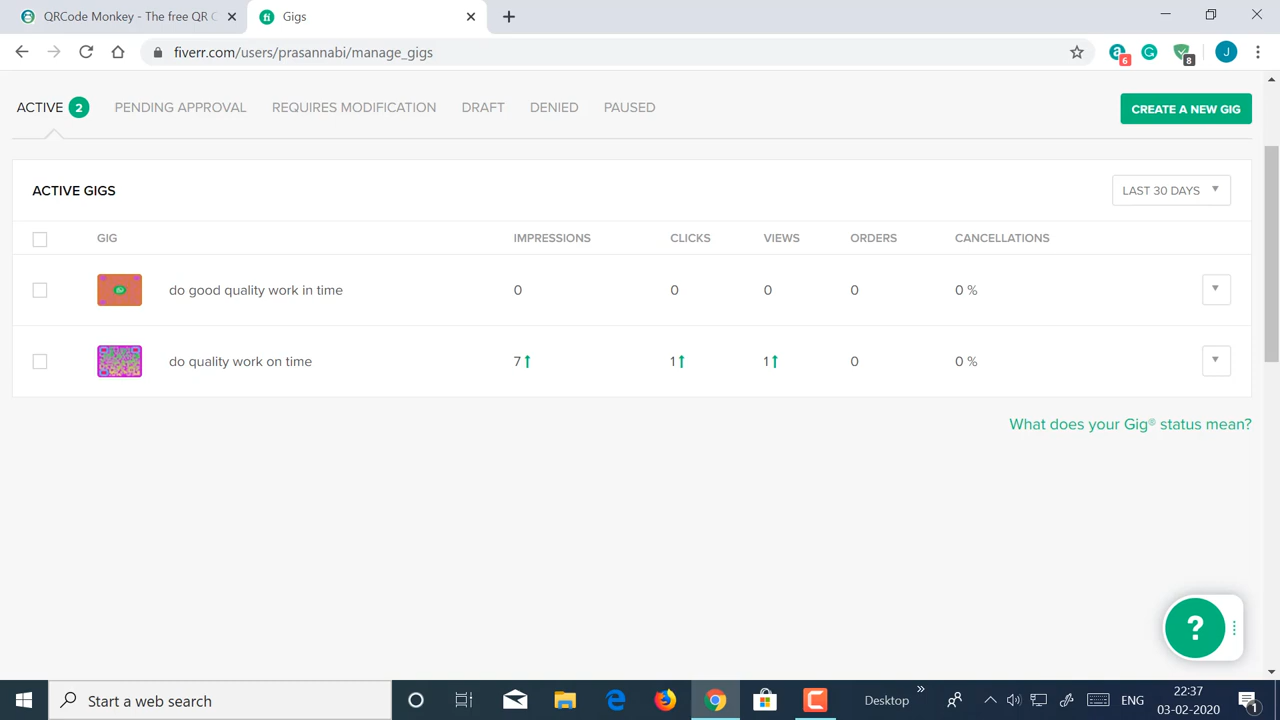 QRCode Monkey - The free QR C
Gigs
fiverr.com/users/prasannabi/manage_gigs
6
8
J
ACTIVE 2 PENDING APPROVAL REQUIRES MODIFICATION DRAFT DENIED PAUSED
CREATE A NEW GIG
ACTIVE GIGS
LAST 30 DAYS
GIG IMPRESSIONS CLICKS VIEWS ORDERS CANCELLATIONS
do good quality work in time 0 0 0 0 0 %
do quality work on time 7 1 1 0 0 %
What does your Gig® status mean?
?
Start a web search
Desktop
ENG
22:37
03-02-2020
1